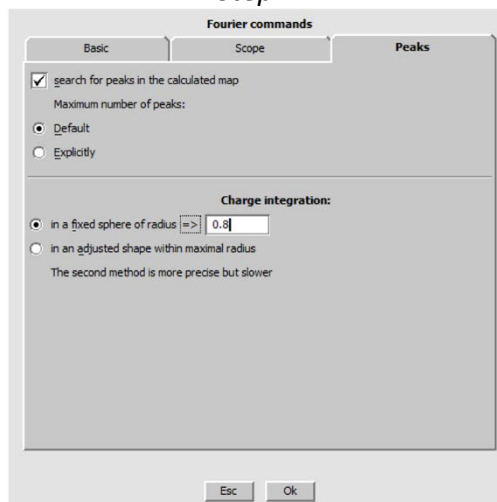 Fourier commands
Basic Scope Peaks
search for peaks in the calculated map
Maximum number of peaks:
Default
Explicitly
Charge integration:
in a fixed sphere of radius => 0.8
in an adjusted shape within maximal radius
The second method is more precise but slower
Esc Ok